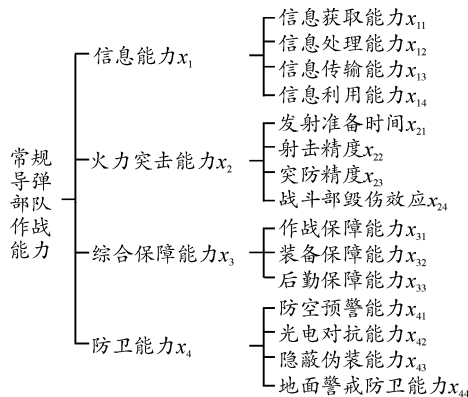 常规
导弹
部队
作战
能力
信息能力x₁
信息获取能力x₁₁
信息处理能力x₁₂
信息传输能力x₁₃
信息利用能力x₁₄
火力突击能力x₂
发射准备时间x₂₁
射击精度x₂₂
突防精度x₂₃
战斗部毁伤效应x₂₄
综合保障能力x₃
作战保障能力x₃₁
装备保障能力x₃₂
后勤保障能力x₃₃
防卫能力x₄
防空预警能力x₄₁
光电对抗能力x₄₂
隐蔽伪装能力x₄₃
地面警戒防卫能力x₄₄